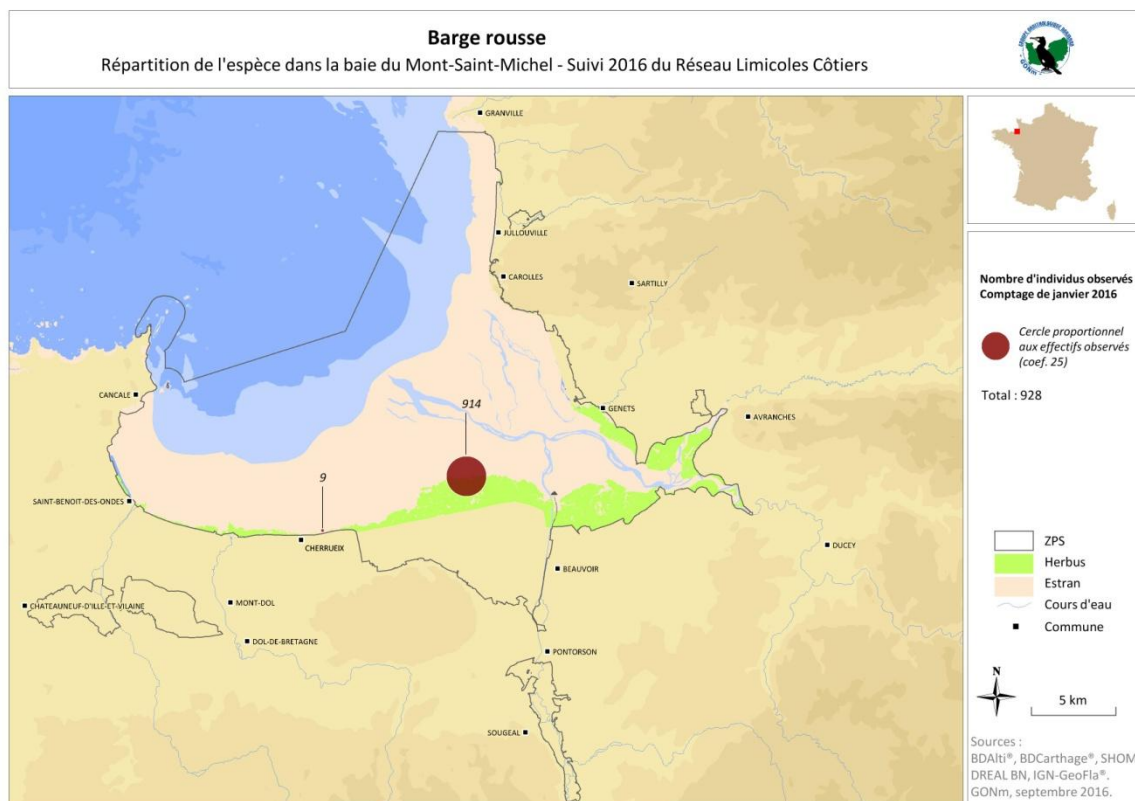 Barge rousse
Répartition de l'espèce dans la baie du Mont-Saint-Michel - Suivi 2016 du Réseau Limicoles Côtiers
GROUPE ORNITHOLOGIQUE NORMAND
- GONm -
GRANVILLE
JULLOUVILLE
CAROLLES
SARTILLY
CANCALE
914
GENETS
AVRANCHES
9
SAINT-BENOIT-DES-ONDES
CHERRUEIX
DUCEY
BEAUVOIR
CHATEAUNEUF-D'ILLE-ET-VILAINE
MONT-DOL
DOL-DE-BRETAGNE
PONTORSON
SOUGEAL
Nombre d'individus observés
Comptage de janvier 2016
Cercle proportionnel
aux effectifs observés
(coef. 25)
Total : 928
ZPS
Herbus
Estran
Cours d'eau
Commune
N
5 km
Sources :
BDAlti®, BDCarthage®, SHOM
DREAL BN, IGN-GeoFla®.
GONm, septembre 2016.